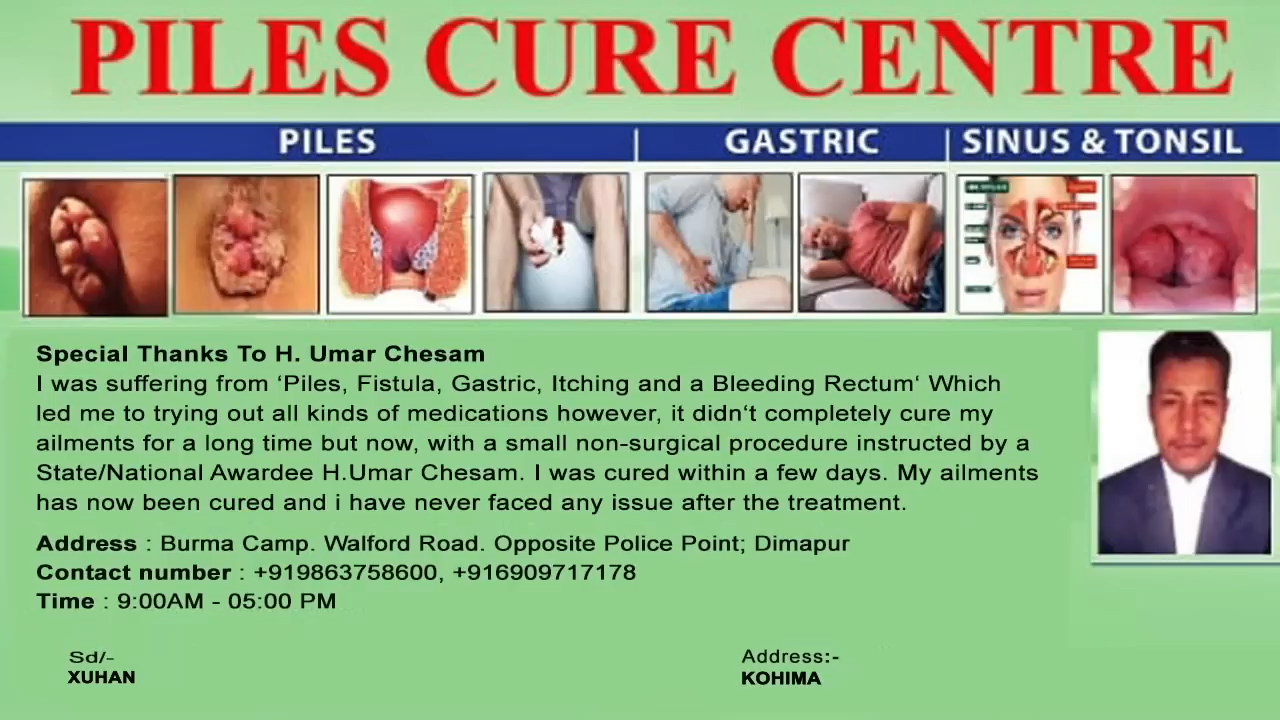 PILES CURE CENTRE
PILES | GASTRIC | SINUS & TONSIL
Special Thanks To H. Umar Chesam
I was suffering from ‘Piles, Fistula, Gastric, Itching and a Bleeding Rectum‘ Which
led me to trying out all kinds of medications however, it didn‘t completely cure my
ailments for a long time but now, with a small non-surgical procedure instructed by a
State/National Awardee H.Umar Chesam. I was cured within a few days. My ailments
has now been cured and i have never faced any issue after the treatment.
Address : Burma Camp. Walford Road. Opposite Police Point; Dimapur
Contact number : +919863758600, +916909717178
Time : 9:00AM - 05:00 PM
Sd/-
XUHAN
Address:-
KOHIMA